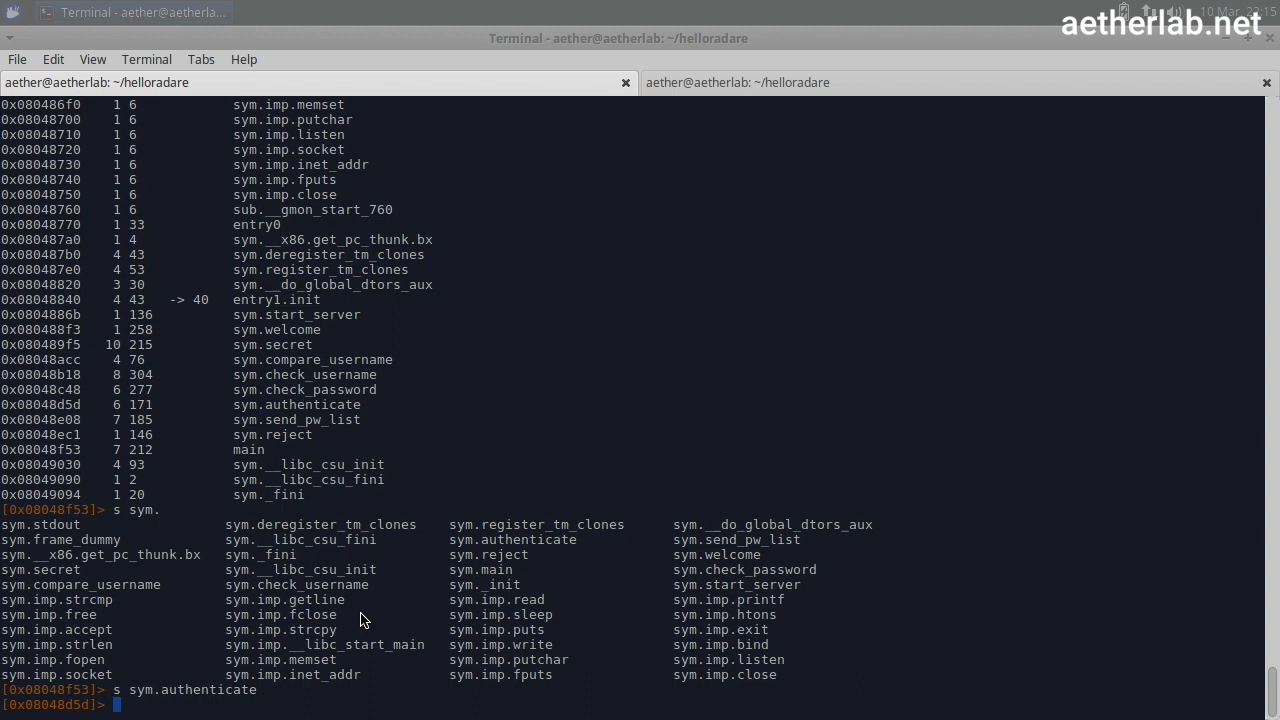 Terminal - aether@aetherla...
10 Mar, 22:15
aetherlab.net
Terminal - aether@aetherlab: ~/helloradare
File Edit View Terminal Tabs Help
aether@aetherlab: ~/helloradare
aether@aetherlab: ~/helloradare
0x080486f0 1 6 sym.imp.memset
0x08048700 1 6 sym.imp.putchar
0x08048710 1 6 sym.imp.listen
0x08048720 1 6 sym.imp.socket
0x08048730 1 6 sym.imp.inet_addr
0x08048740 1 6 sym.imp.fputs
0x08048750 1 6 sym.imp.close
0x08048760 1 6 sub.__gmon_start_760
0x08048770 1 33 entry0
0x080487a0 1 4 sym.__x86.get_pc_thunk.bx
0x080487b0 4 43 sym.deregister_tm_clones
0x080487e0 4 53 sym.register_tm_clones
0x08048820 3 30 sym.__do_global_dtors_aux
0x08048840 4 43 -> 40 entry1.init
0x0804886b 1 136 sym.start_server
0x080488f3 1 258 sym.welcome
0x080489f5 10 215 sym.secret
0x08048acc 4 76 sym.compare_username
0x08048b18 8 304 sym.check_username
0x08048c48 6 277 sym.check_password
0x08048d5d 6 171 sym.authenticate
0x08048e08 7 185 sym.send_pw_list
0x08048ec1 1 146 sym.reject
0x08048f53 7 212 main
0x08049030 4 93 sym.__libc_csu_init
0x08049090 1 2 sym.__libc_csu_fini
0x08049094 1 20 sym._fini
[0x08048f53]> s sym.
sym.stdout sym.deregister_tm_clones sym.register_tm_clones sym.__do_global_dtors_aux
sym.frame_dummy sym.__libc_csu_fini sym.authenticate sym.send_pw_list
sym.__x86.get_pc_thunk.bx sym._fini sym.reject sym.welcome
sym.secret sym.__libc_csu_init sym.main sym.check_password
sym.compare_username sym.check_username sym._init sym.start_server
sym.imp.strcmp sym.imp.getline sym.imp.read sym.imp.printf
sym.imp.free sym.imp.fclose sym.imp.sleep sym.imp.htons
sym.imp.accept sym.imp.strcpy sym.imp.puts sym.imp.exit
sym.imp.strlen sym.imp.__libc_start_main sym.imp.write sym.imp.bind
sym.imp.fopen sym.imp.memset sym.imp.putchar sym.imp.listen
sym.imp.socket sym.imp.inet_addr sym.imp.fputs sym.imp.close
[0x08048f53]> s sym.authenticate
[0x08048d5d]>